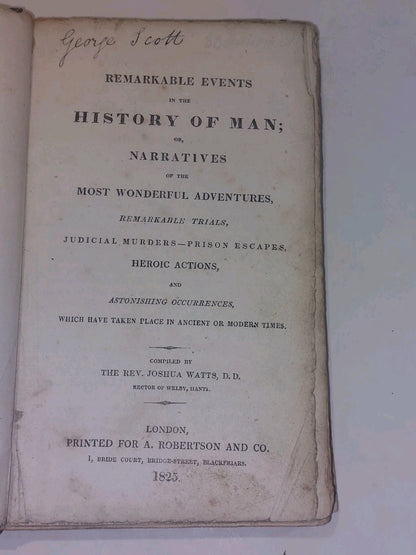 George Scott
REMARKABLE EVENTS
IN THE
HISTORY OF MAN;
OR,
NARRATIVES
OF THE
MOST WONDERFUL ADVENTURES,
REMARKABLE TRIALS,
JUDICIAL MURDERS—PRISON ESCAPES,
HEROIC ACTIONS,
AND
ASTONISHING OCCURRENCES,
WHICH HAVE TAKEN PLACE IN ANCIENT OR MODERN TIMES.
COMPILED BY
THE REV. JOSHUA WATTS, D.D.
RECTOR OF WELBY, HANTS.
LONDON,
PRINTED FOR A. ROBERTSON AND CO.
1, BRIDE COURT, BRIDGE-STREET, BLACKFRIARS.
1825.